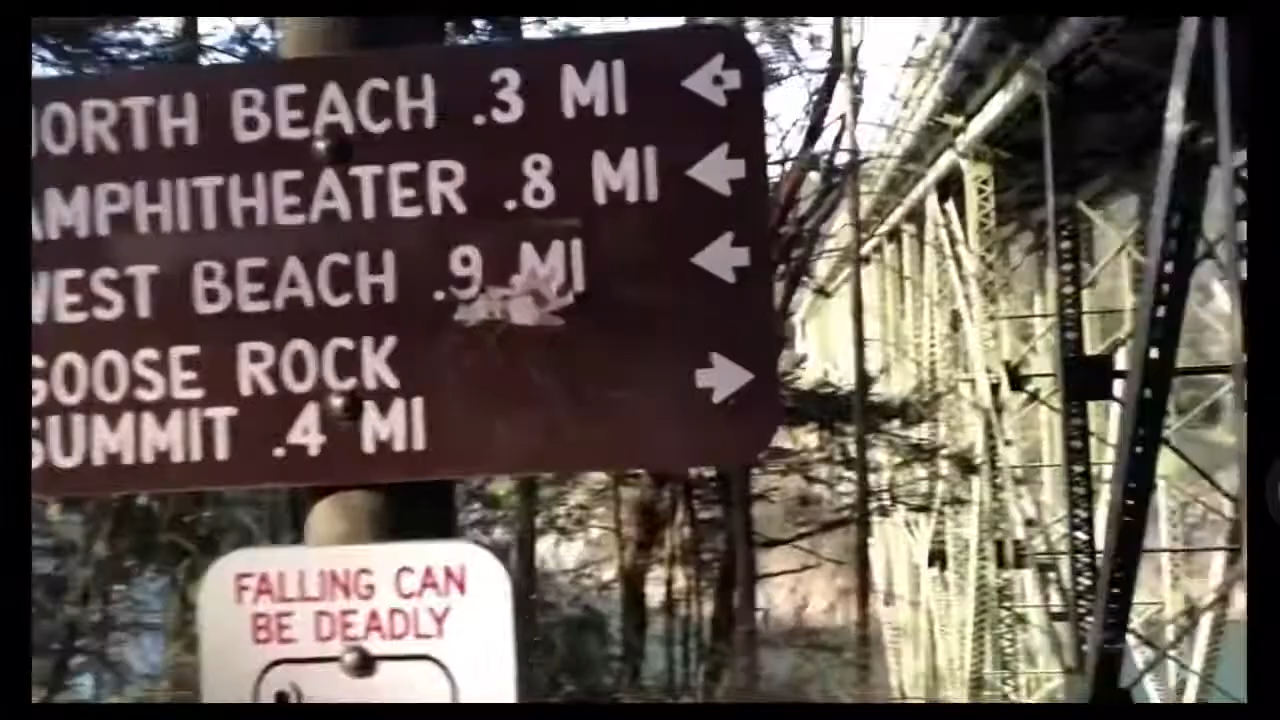 ORTH BEACH .3 MI
AMPHITHEATER .8 MI
WEST BEACH .9 MI
GOOSE ROCK
SUMMIT .4 MI
FALLING CAN
BE DEADLY